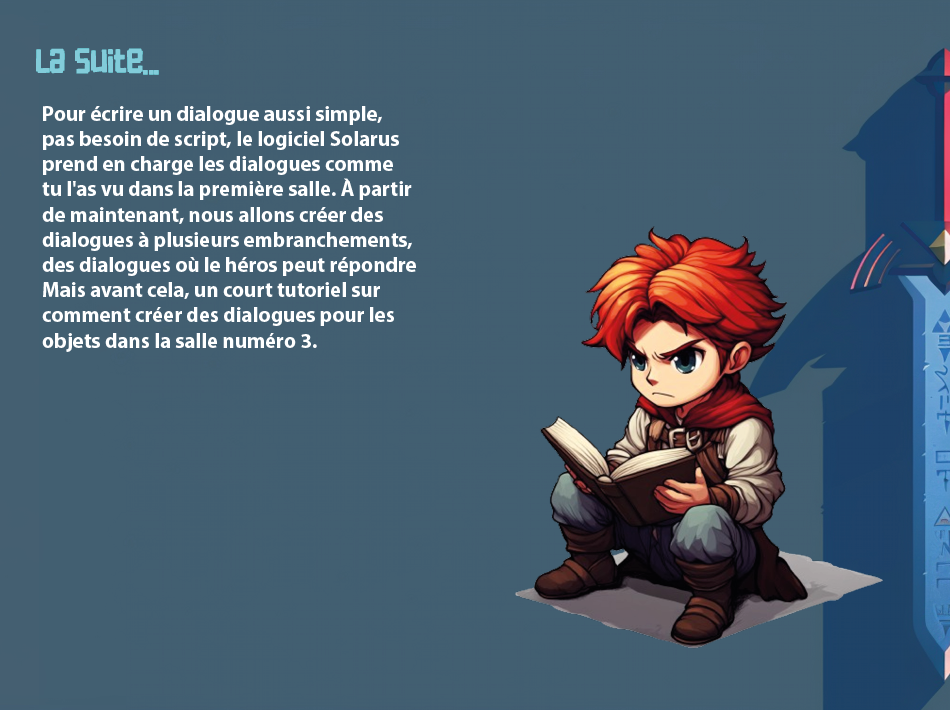 La Suite...
Pour écrire un dialogue aussi simple,
pas besoin de script, le logiciel Solarus
prend en charge les dialogues comme
tu l'as vu dans la première salle. À partir
de maintenant, nous allons créer des
dialogues à plusieurs embranchements,
des dialogues où le héros peut répondre
Mais avant cela, un court tutoriel sur
comment créer des dialogues pour les
objets dans la salle numéro 3.